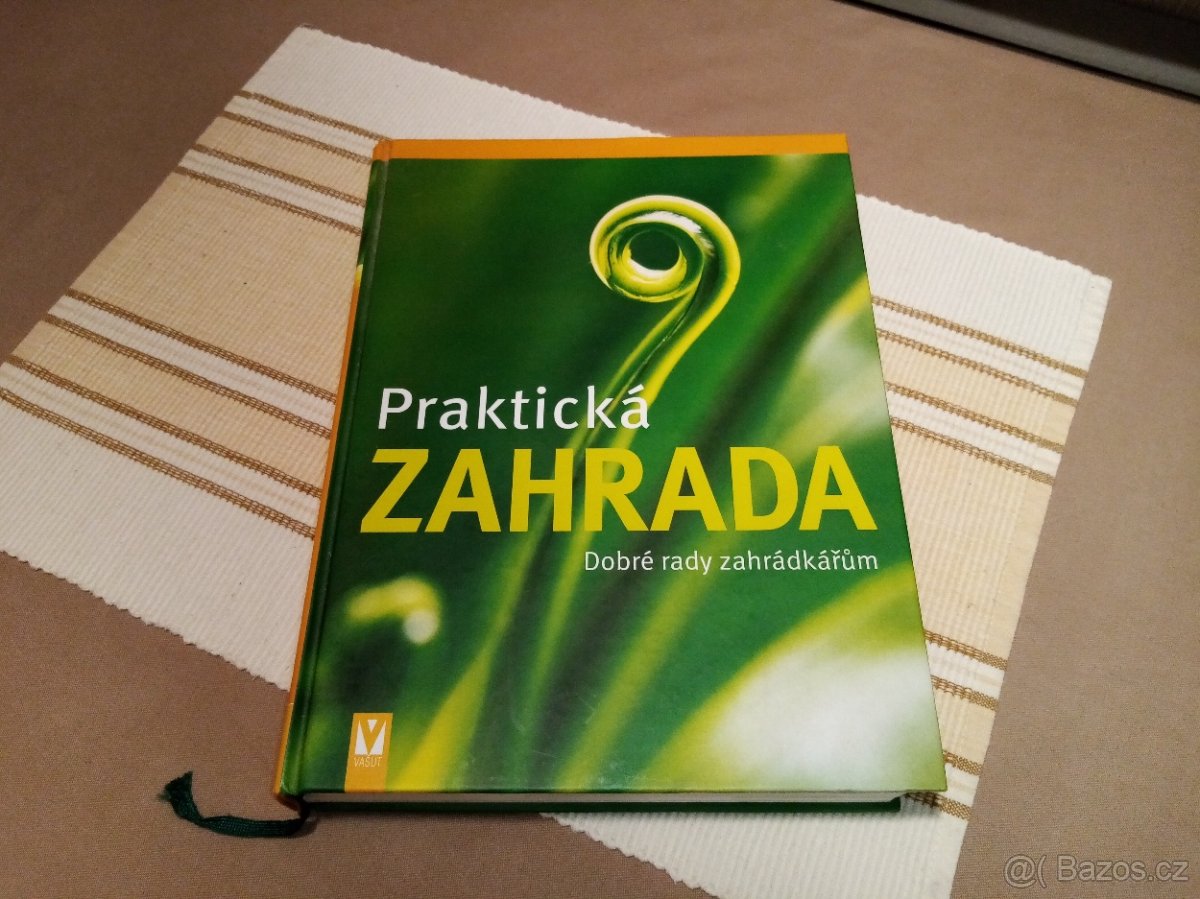 Praktická
ZAHRADA
Dobré rady zahrádkářům
VAŠUT
@( Bazos.cz